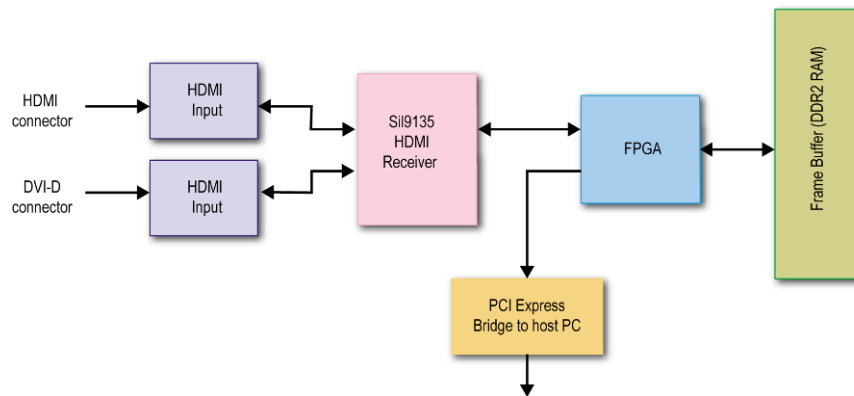 HDMI
connector
HDMI
Input
DVI-D
connector
HDMI
Input
SiI9135
HDMI
Receiver
FPGA
Frame Buffer (DDR2 RAM)
PCI Express
Bridge to host PC